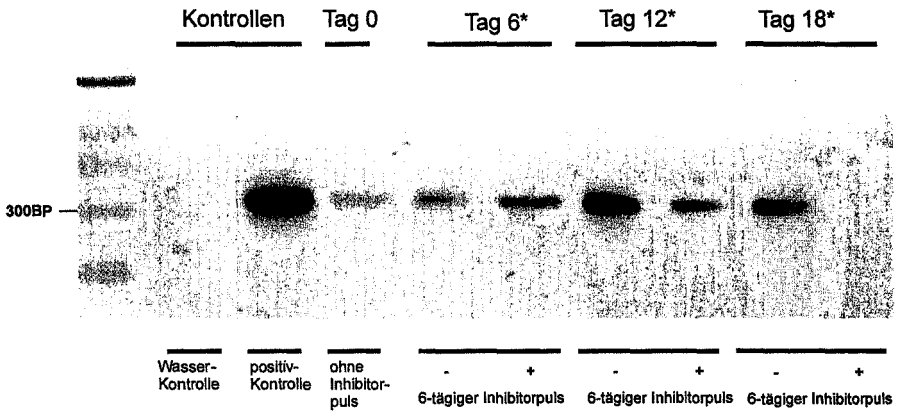 Kontrollen Tag 0 Tag 6* Tag 12* Tag 18*
300BP
Wasser-
Kontrolle
positiv-
Kontrolle
ohne
Inhibitor-
puls
- +
6-tägiger Inhibitorpuls
- +
6-tägiger Inhibitorpuls
- +
6-tägiger Inhibitorpuls